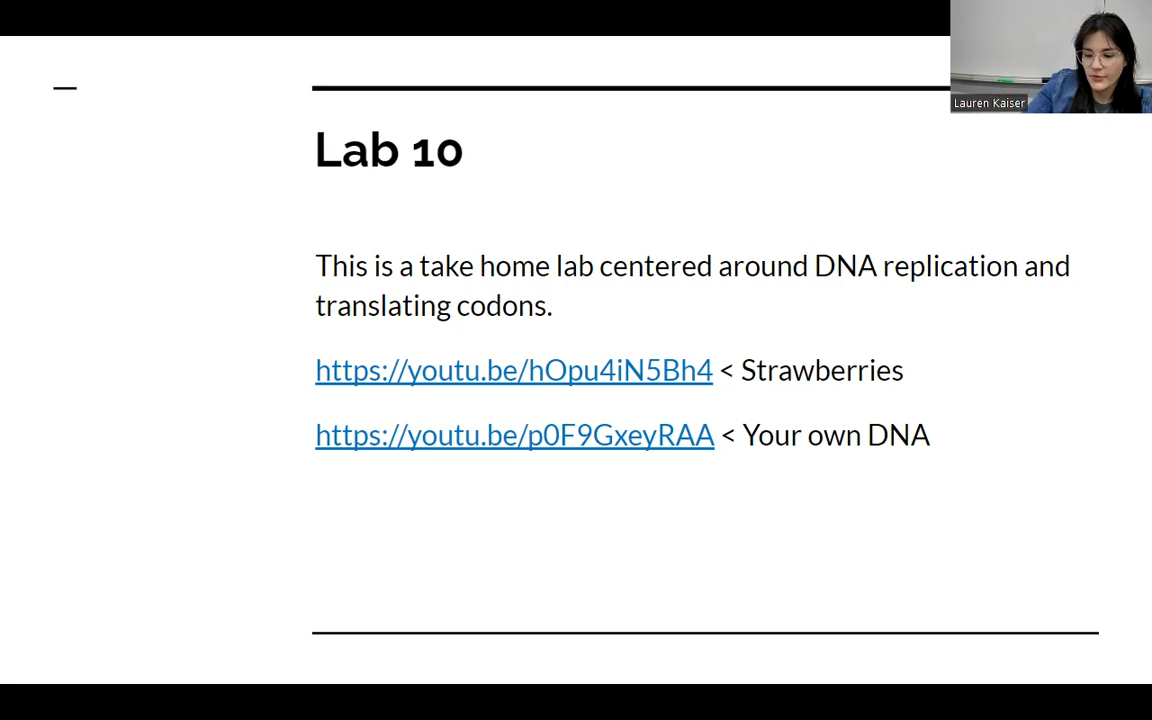 Lauren Kaiser
Lab 10
This is a take home lab centered around DNA replication and
translating codons.
https://youtu.be/hOpu4iN5Bh4 < Strawberries
https://youtu.be/p0F9GxeyRAA < Your own DNA